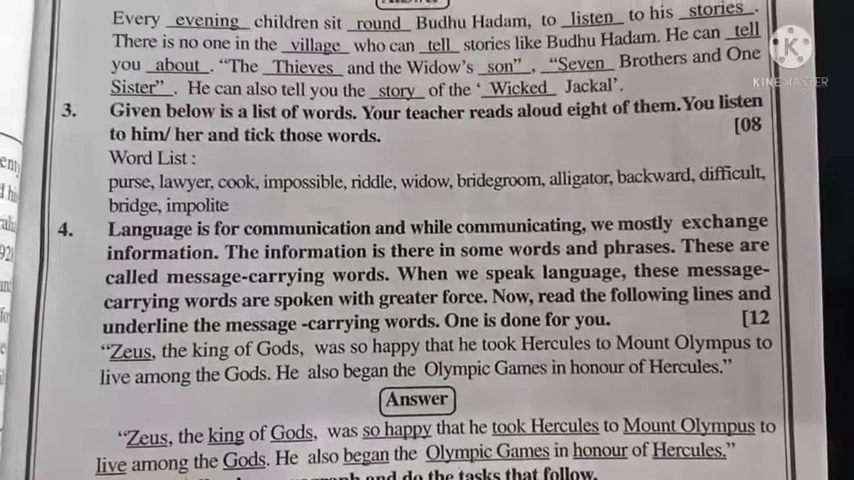 Answer
Every evening children sit round Budhu Hadam, to listen to his stories.
There is no one in the village who can tell stories like Budhu Hadam. He can tell
you about. "The Thieves and the Widow's son", "Seven Brothers and One
Sister". He can also tell you the story of the ' Wicked Jackal'.
3. Given below is a list of words. Your teacher reads aloud eight of them. You listen
to him/ her and tick those words. [08
Word List :
purse, lawyer, cook, impossible, riddle, widow, bridegroom, alligator, backward, difficult,
bridge, impolite
4. Language is for communication and while communicating, we mostly exchange
information. The information is there in some words and phrases. These are
called message-carrying words. When we speak language, these message-
carrying words are spoken with greater force. Now, read the following lines and
underline the message -carrying words. One is done for you. [12
"Zeus, the king of Gods, was so happy that he took Hercules to Mount Olympus to
live among the Gods. He also began the Olympic Games in honour of Hercules."
Answer
"Zeus, the king of Gods, was so happy that he took Hercules to Mount Olympus to
live among the Gods. He also began the Olympic Games in honour of Hercules."
and do the tasks that follow.
K
KINEMASTER